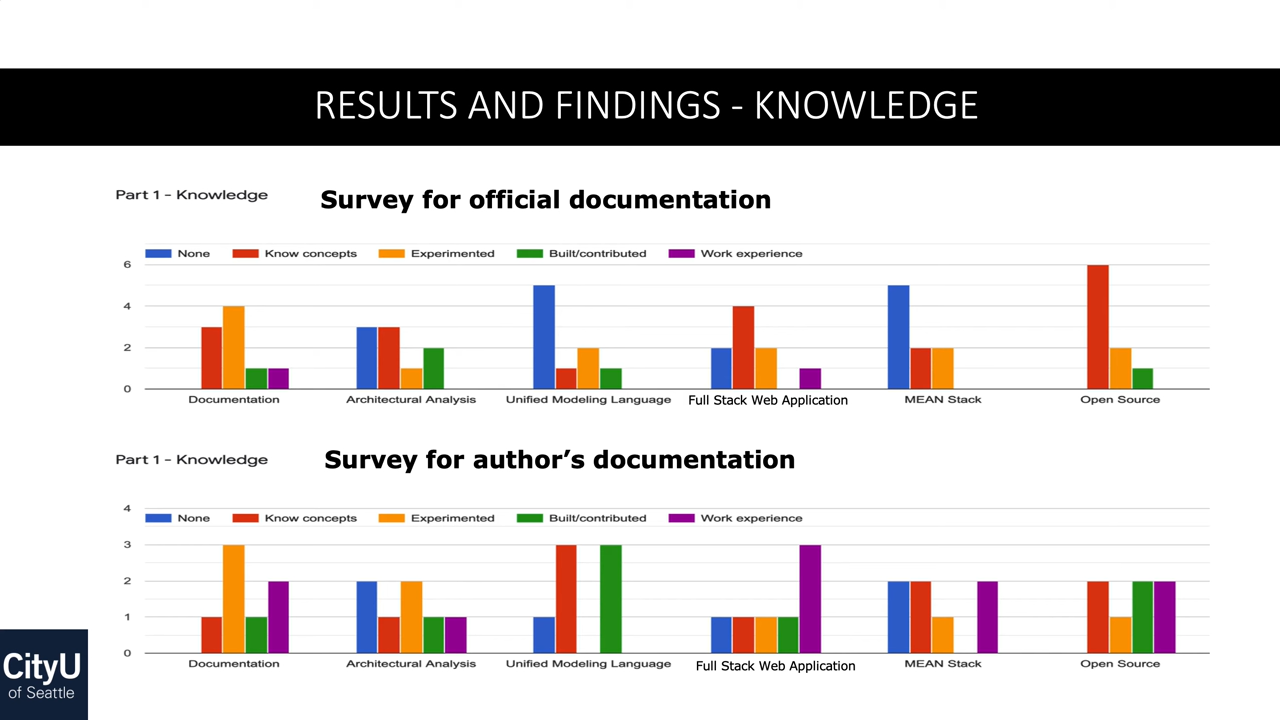 RESULTS AND FINDINGS - KNOWLEDGE
Part 1 - Knowledge
Survey for official documentation
None Know concepts Experimented Built/contributed Work experience
6
4
2
0
Documentation Architectural Analysis Unified Modeling Language Full Stack Web Application MEAN Stack Open Source
Part 1 - Knowledge
Survey for author’s documentation
4
None Know concepts Experimented Built/contributed Work experience
3
2
1
0
Documentation Architectural Analysis Unified Modeling Language Full Stack Web Application MEAN Stack Open Source
CityU
of Seattle